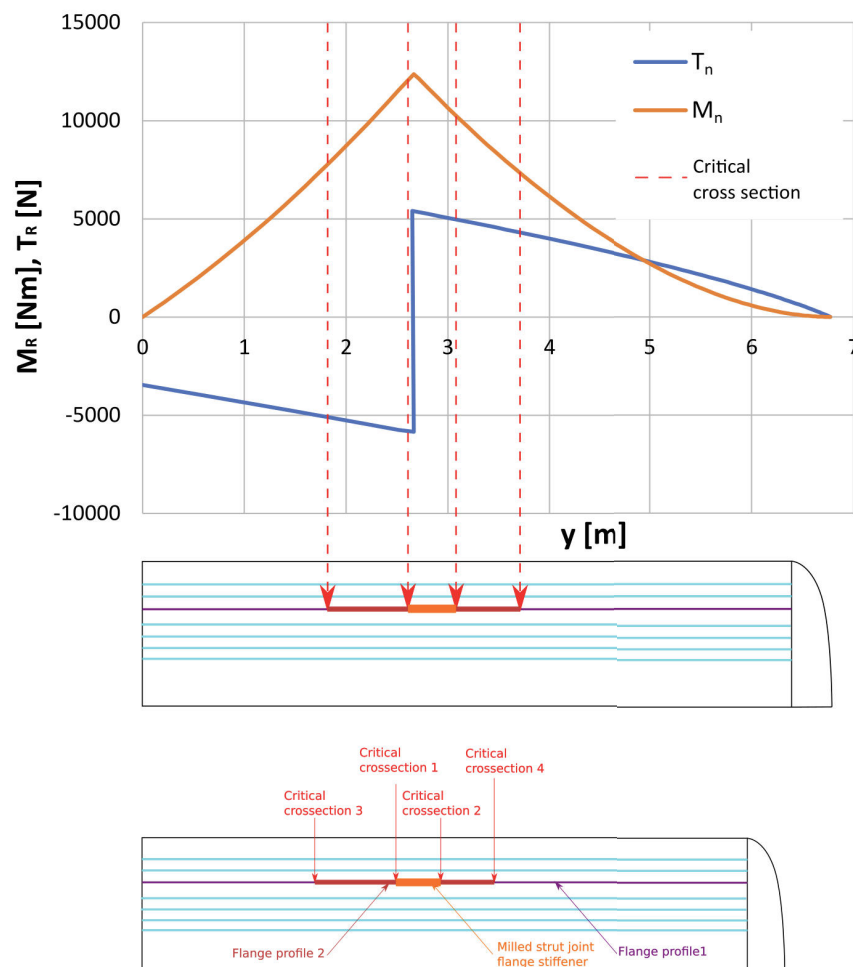 15000
10000
5000
0
-5000
-10000
MR [Nm], TR [N]
Tn
Mn
Critical
cross section
0 1 2 3 4 5 6 7
y [m]
Critical
crossection 1
Critical
crossection 4
Critical
crossection 3
Critical
crossection 2
Flange profile 2
Milled strut joint
flange stiffener
Flange profile1